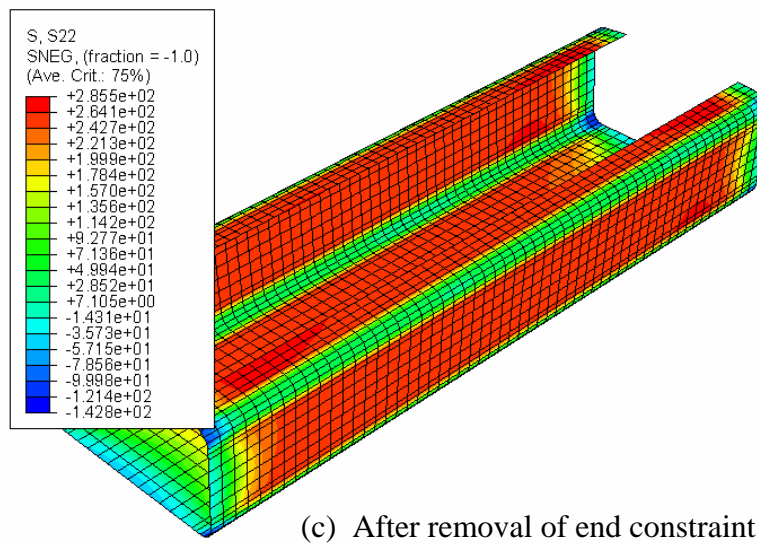 S, S22
SNEG, (fraction = -1.0)
(Ave. Crit.: 75%)
+2.855e+02
+2.641e+02
+2.427e+02
+2.213e+02
+1.999e+02
+1.784e+02
+1.570e+02
+1.356e+02
+1.142e+02
+9.277e+01
+7.136e+01
+4.994e+01
+2.852e+01
+7.105e+00
-1.431e+01
-3.573e+01
-5.715e+01
-7.856e+01
-9.998e+01
-1.214e+02
-1.428e+02
(c) After removal of end constraint